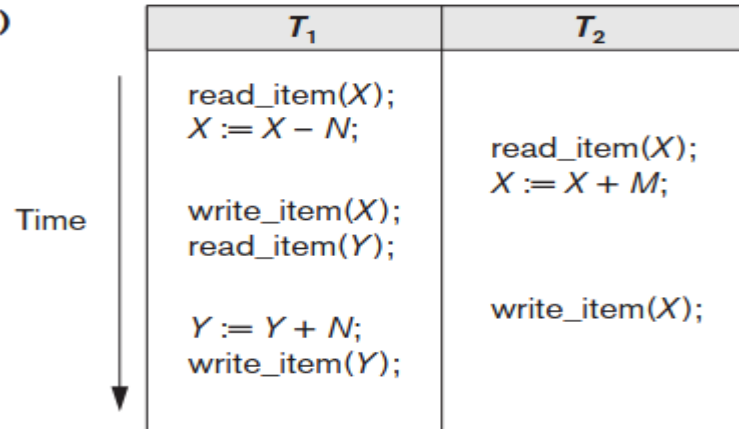 )
T1 T2
read_item(X);
X := X – N;
read_item(X);
X := X + M;
Time
write_item(X);
read_item(Y);
write_item(X);
Y := Y + N;
write_item(Y);